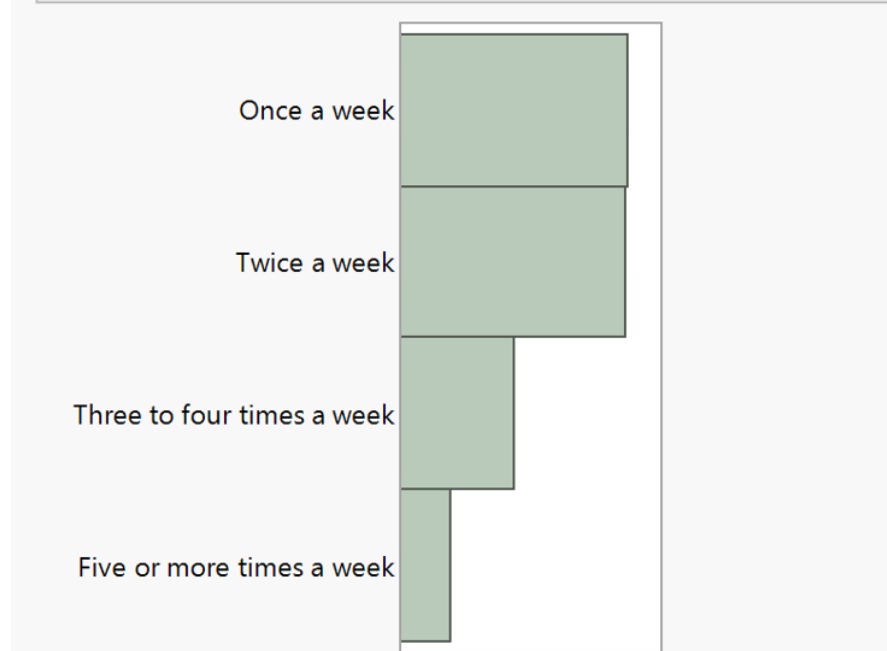 Once a week
Twice a week
Three to four times a week
Five or more times a week